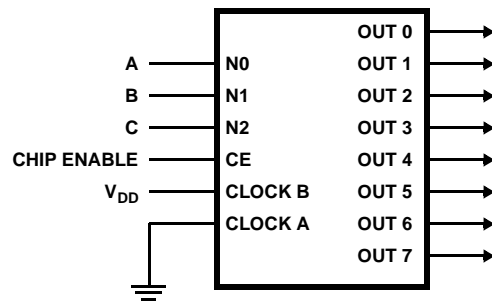 OUT 0
A N0 OUT 1
B N1 OUT 2
C N2 OUT 3
CHIP ENABLE CE OUT 4
VDD CLOCK B OUT 5
CLOCK A OUT 6
OUT 7